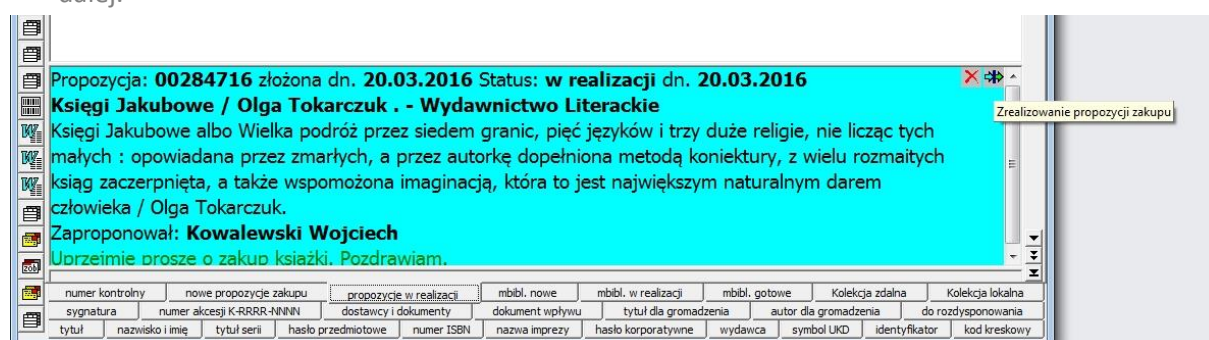 dalej.
Propozycja: 00284716 złożona dn. 20.03.2016 Status: w realizacji dn. 20.03.2016
Księgi Jakubowe / Olga Tokarczuk . - Wydawnictwo Literackie
Zrealizowanie propozycji zakupu
Księgi Jakubowe albo Wielka podróż przez siedem granic, pięć języków i trzy duże religie, nie licząc tych
małych : opowiadana przez zmarłych, a przez autorkę dopełniona metodą koniektury, z wielu rozmaitych
ksiąg zaczerpnięta, a także wspomożona imaginacją, która to jest największym naturalnym darem
człowieka / Olga Tokarczuk.
Zaproponował: Kowalewski Wojciech
Uprzejmie proszę o zakup książki. Pozdrawiam.
numer kontrolny nowe propozycje zakupu propozycje w realizacji mbibl. nowe mbibl. w realizacji mbibl. gotowe Kolekcja zdalna Kolekcja lokalna
sygnatura numer akcesji K-RRRR-NNNN dostawcy i dokumenty dokument wpływu tytuł dla gromadzenia autor dla gromadzenia do rozdysponowania
tytuł nazwisko i imię tytuł serii hasło przedmiotowe numer ISBN nazwa imprezy hasło korporatywne wydawca symbol UKD identyfikator kod kreskowy